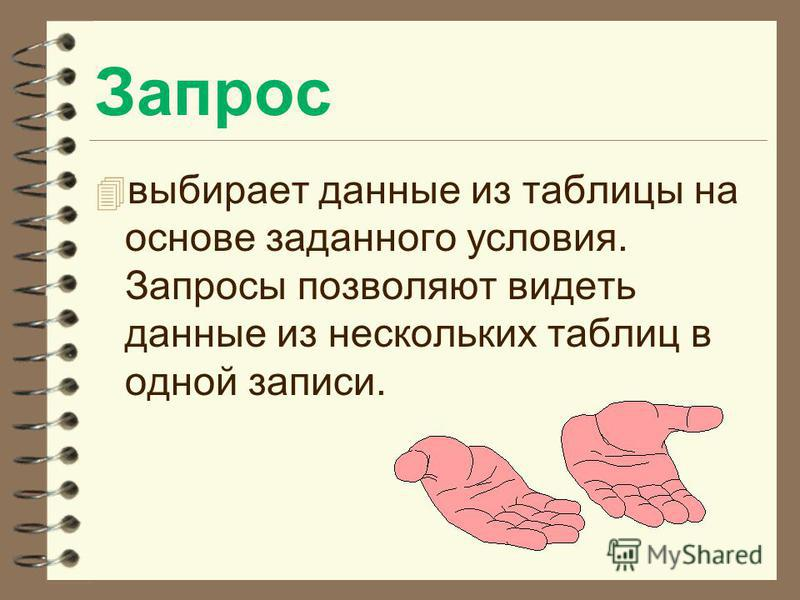 Запрос
выбирает данные из таблицы на
основе заданного условия.
Запросы позволяют видеть
данные из нескольких таблиц в
одной записи.
MyShared